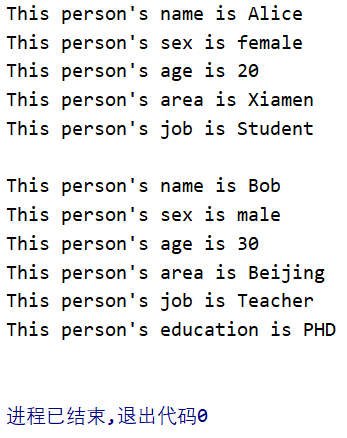 This person's name is Alice
This person's sex is female
This person's age is 20
This person's area is Xiamen
This person's job is Student
This person's name is Bob
This person's sex is male
This person's age is 30
This person's area is Beijing
This person's job is Teacher
This person's education is PHD
进程已结束,退出代码0